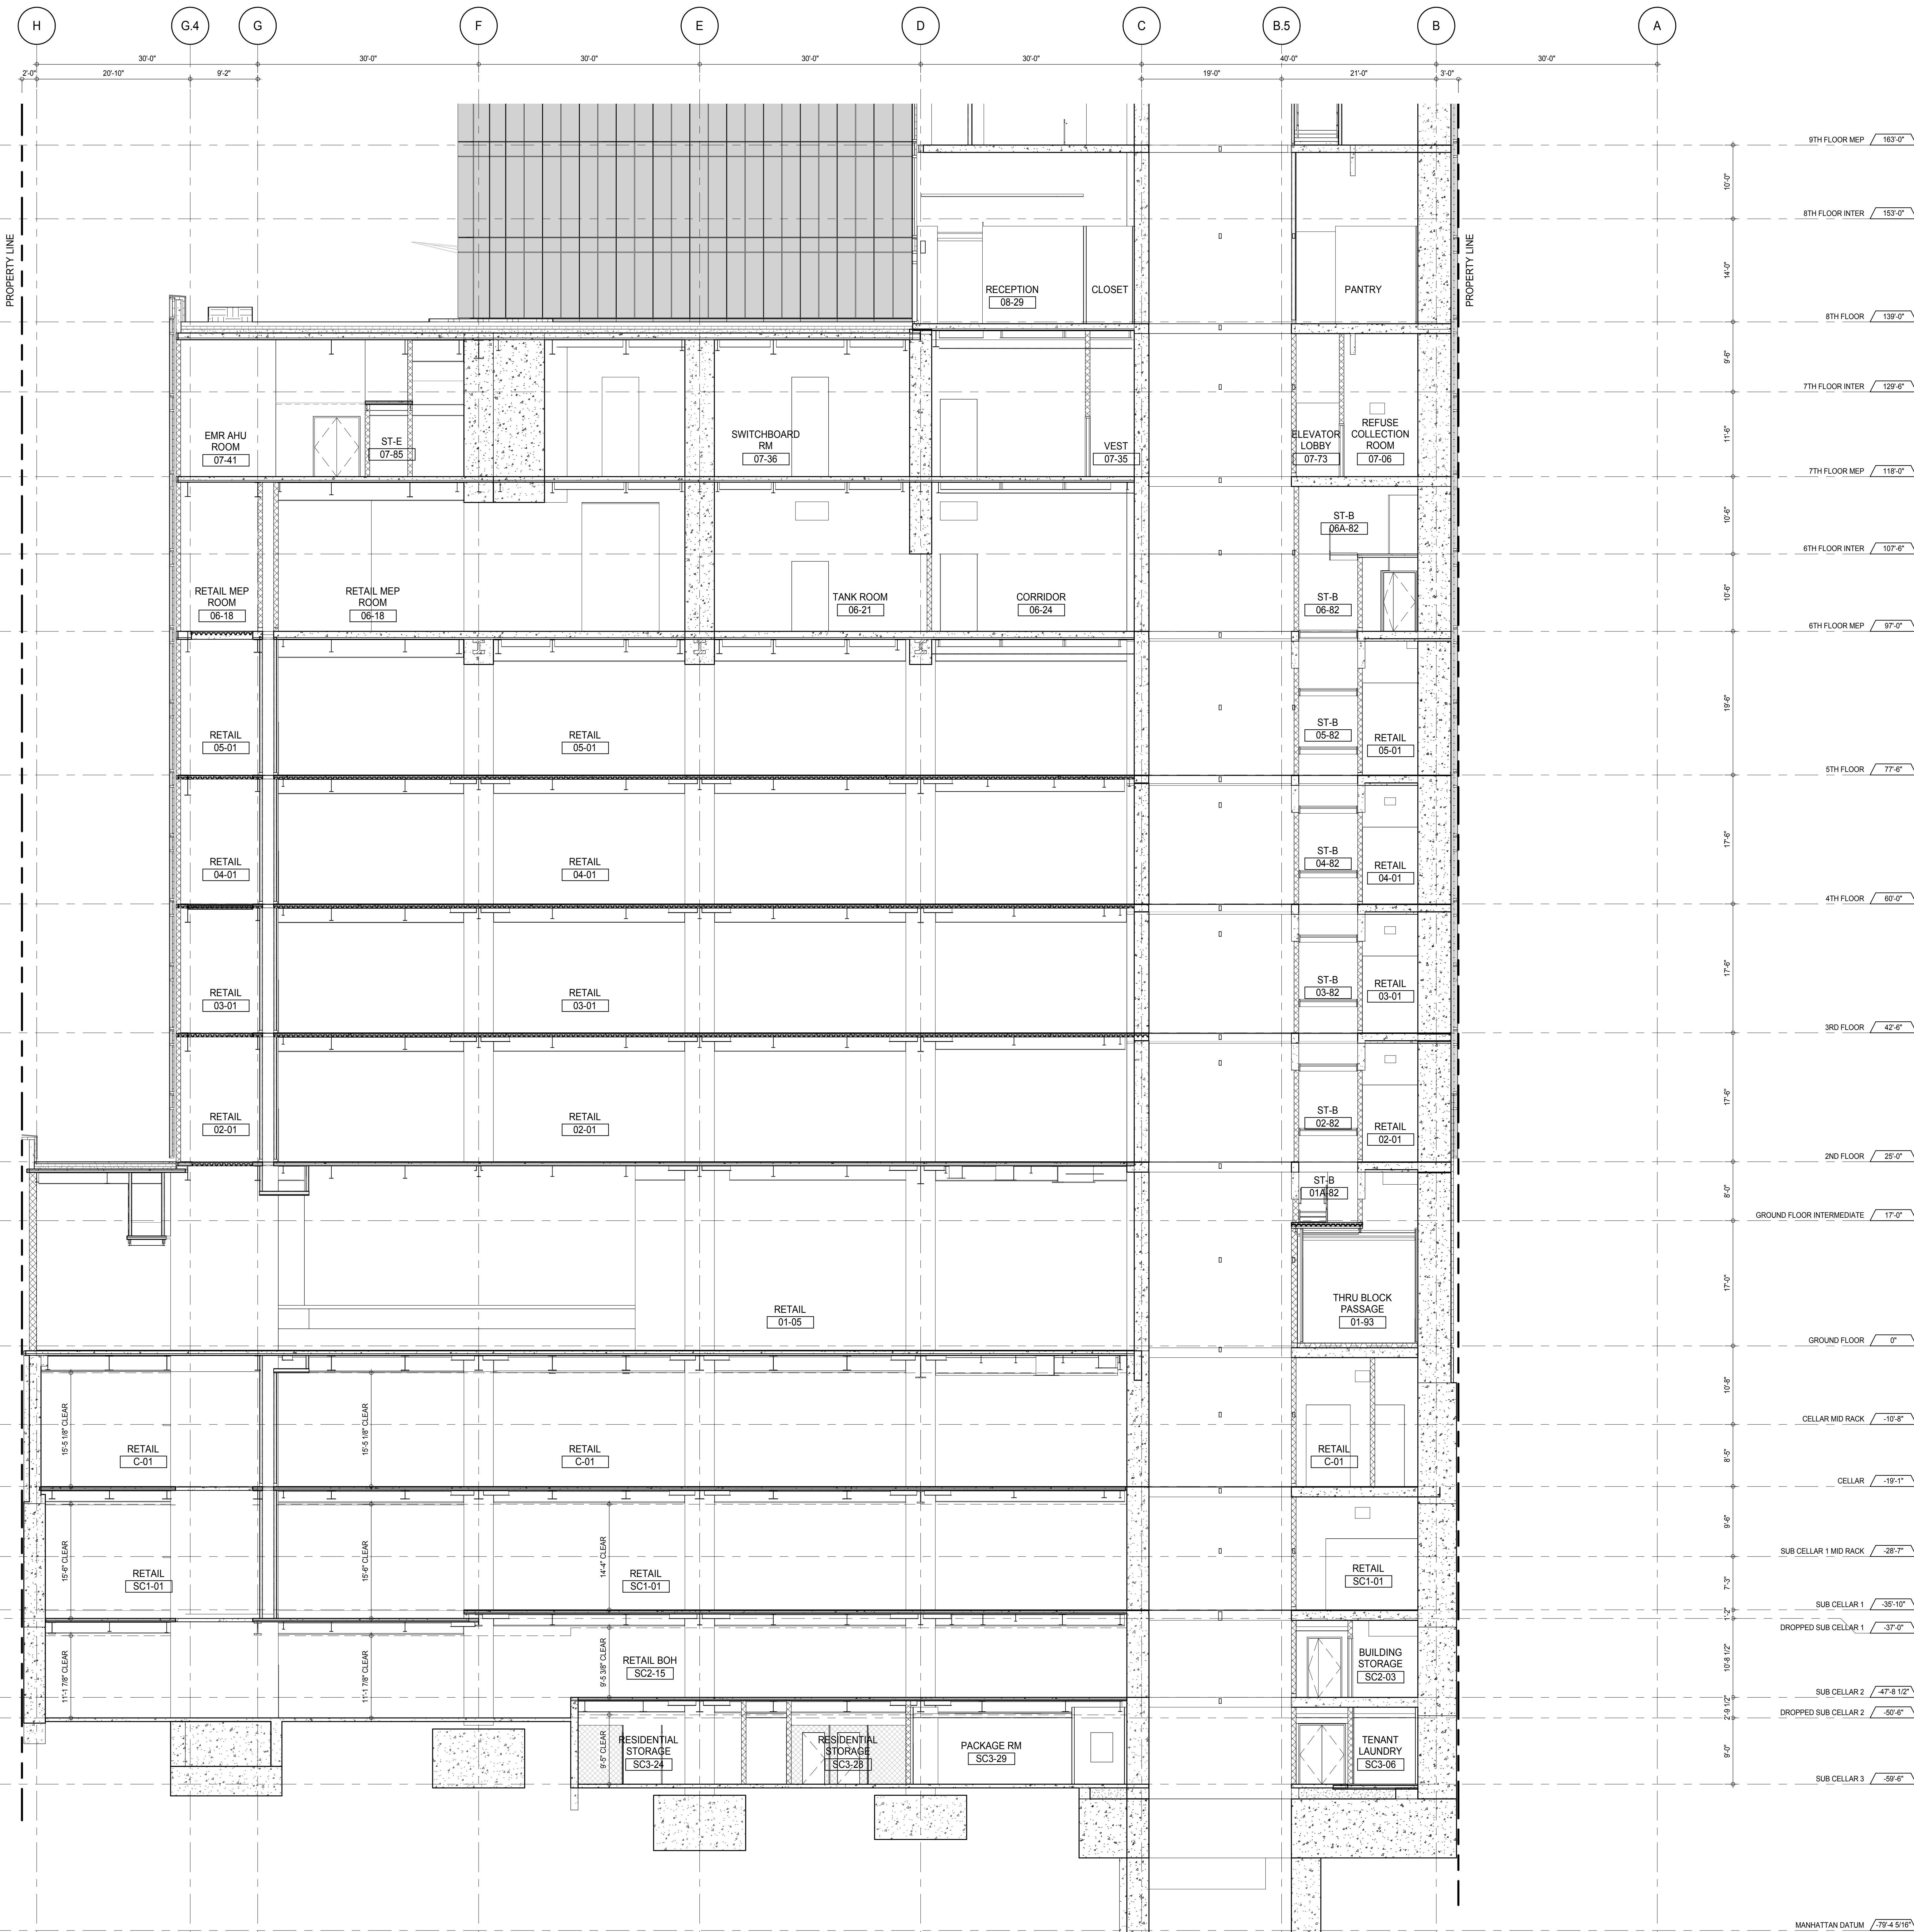 H
G.4
G
F
E
D
C
B.5
B
A
30'-0"
30'-0"
30'-0"
30'-0"
30'-0"
40'-0"
30'-0"
2'-0"
20'-10"
9'-2"
19'-0"
21'-0"
3'-0"
9TH FLOOR MEP 163'-0"
10'-0"
8TH FLOOR INTER 153'-0"
PROPERTY LINE
PROPERTY LINE
14'-0"
RECEPTION
08-29
CLOSET
PANTRY
8TH FLOOR 139'-0"
9'-6"
7TH FLOOR INTER 129'-6"
11'-6"
EMR AHU
ROOM
07-41
ST-E
07-85
SWITCHBOARD
RM
07-36
VEST
07-35
ELEVATOR
LOBBY
07-73
REFUSE
COLLECTION
ROOM
07-06
7TH FLOOR MEP 118'-0"
10'-6"
ST-B
06A-82
6TH FLOOR INTER 107'-6"
10'-6"
RETAIL MEP
ROOM
06-18
RETAIL MEP
ROOM
06-18
TANK ROOM
06-21
CORRIDOR
06-24
ST-B
06-82
6TH FLOOR MEP 97'-0"
19'-6"
RETAIL
05-01
RETAIL
05-01
ST-B
05-82
RETAIL
05-01
5TH FLOOR 77'-6"
17'-6"
RETAIL
04-01
RETAIL
04-01
ST-B
04-82
RETAIL
04-01
4TH FLOOR 60'-0"
17'-6"
RETAIL
03-01
RETAIL
03-01
ST-B
03-82
RETAIL
03-01
3RD FLOOR 42'-6"
17'-6"
RETAIL
02-01
RETAIL
02-01
ST-B
02-82
RETAIL
02-01
2ND FLOOR 25'-0"
8'-0"
ST-B
01A-82
GROUND FLOOR INTERMEDIATE 17'-0"
17'-0"
RETAIL
01-05
THRU BLOCK
PASSAGE
01-93
GROUND FLOOR 0"
10'-8"
CELLAR MID RACK -10'-8"
8'-5"
15'-5 1/8" CLEAR
15'-5 1/8" CLEAR
RETAIL
C-01
RETAIL
C-01
RETAIL
C-01
CELLAR -19'-1"
9'-6"
SUB CELLAR 1 MID RACK -28'-7"
7'-3"
15'-6" CLEAR
15'-6" CLEAR
14'-4" CLEAR
RETAIL
SC1-01
RETAIL
SC1-01
RETAIL
SC1-01
SUB CELLAR 1 -35'-10"
1'-2"
DROPPED SUB CELLAR 1 -37'-0"
10'-8 1/2"
11'-1 7/8" CLEAR
11'-1 7/8" CLEAR
9'-5 3/8" CLEAR
RETAIL BOH
SC2-15
BUILDING
STORAGE
SC2-03
SUB CELLAR 2 -47'-8 1/2"
2'-9 1/2"
DROPPED SUB CELLAR 2 -50'-6"
9'-0"
9'-5" CLEAR
RESIDENTIAL
STORAGE
SC3-24
RESIDENTIAL
STORAGE
SC3-28
PACKAGE RM
SC3-29
TENANT
LAUNDRY
SC3-06
SUB CELLAR 3 -59'-6"
MANHATTAN DATUM -79'-4 5/16"